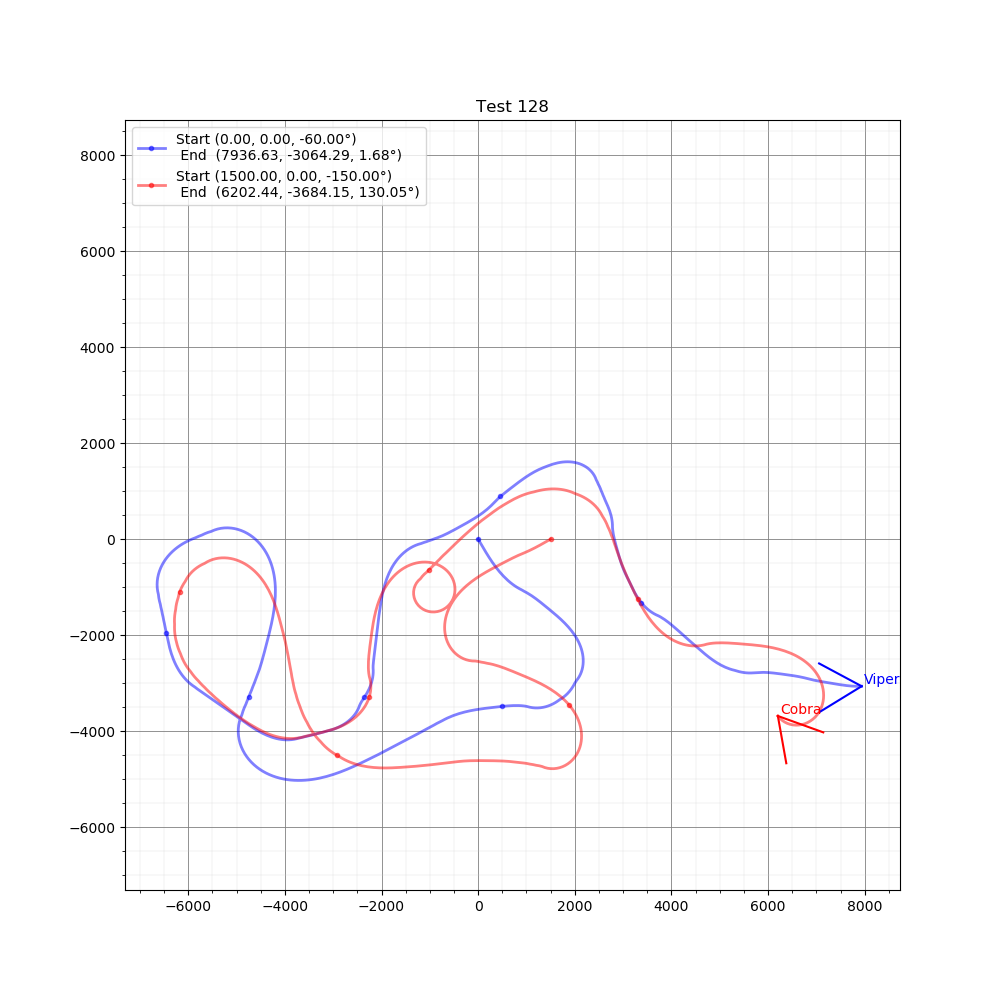 Test 128
Start (0.00, 0.00, -60.00°)
End  (7936.63, -3064.29, 1.68°)
Start (1500.00, 0.00, -150.00°)
End  (6202.44, -3684.15, 130.05°)
8000
6000
4000
2000
0
−2000
−4000
−6000
Viper
Cobra
−6000 −4000 −2000 0 2000 4000 6000 8000